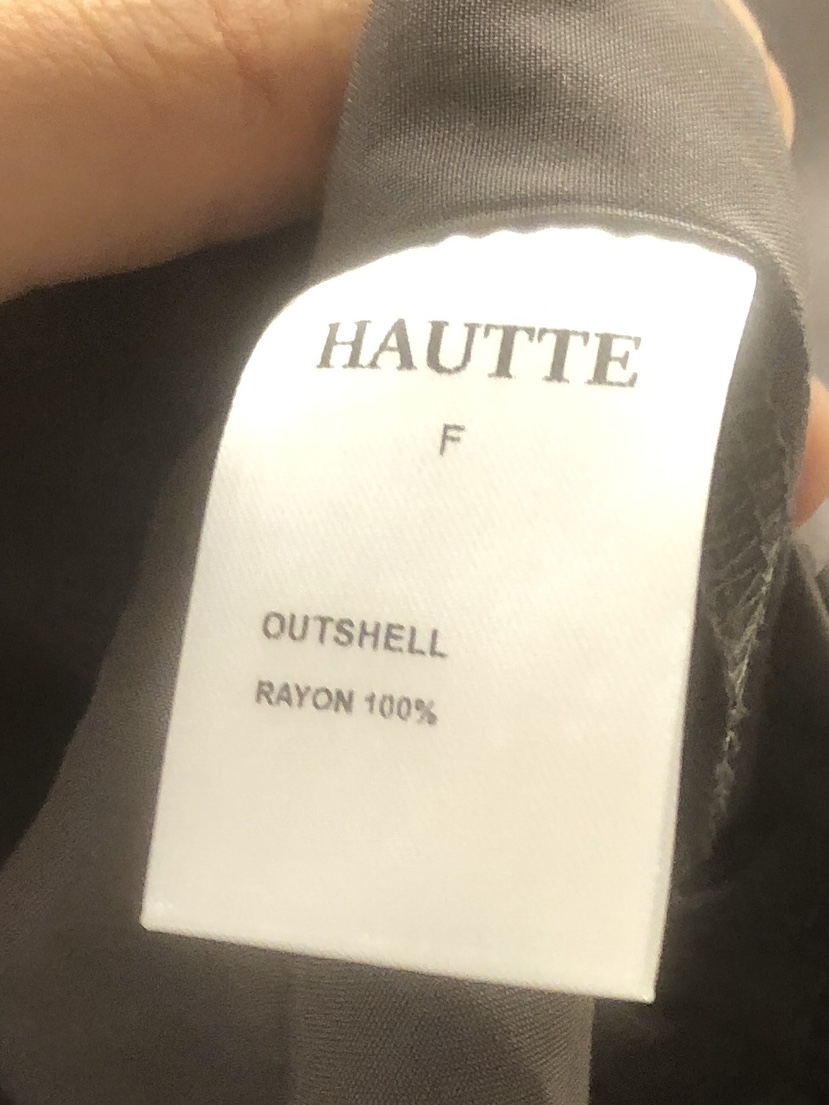 HAUTTE
F
OUTSHELL
RAYON 100%